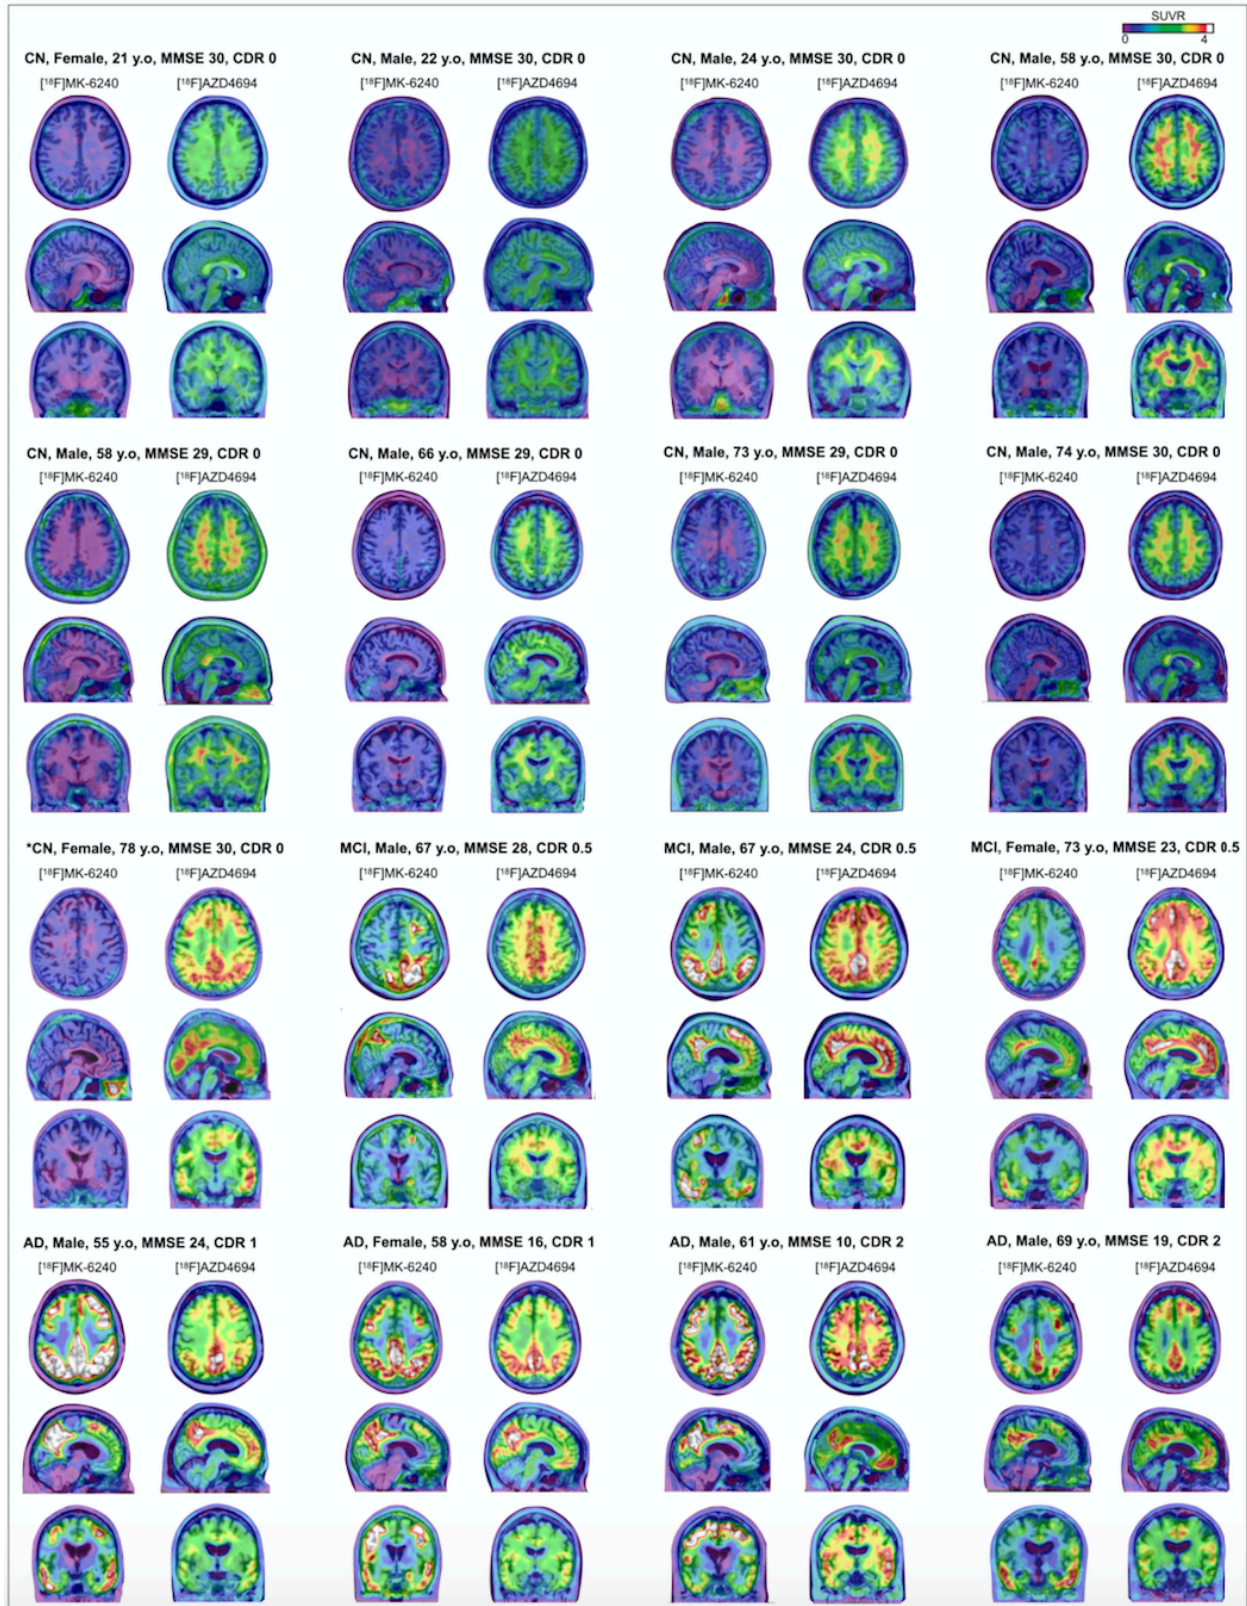 SUVR
0 4
CN, Female, 21 y.o, MMSE 30, CDR 0 CN, Male, 22 y.o, MMSE 30, CDR 0 CN, Male, 24 y.o, MMSE 30, CDR 0 CN, Male, 58 y.o, MMSE 30, CDR 0
[¹⁸F]MK-6240 [¹⁸F]AZD4694 [¹⁸F]MK-6240 [¹⁸F]AZD4694 [¹⁸F]MK-6240 [¹⁸F]AZD4694 [¹⁸F]MK-6240 [¹⁸F]AZD4694
CN, Male, 58 y.o, MMSE 29, CDR 0 CN, Male, 66 y.o, MMSE 29, CDR 0 CN, Male, 73 y.o, MMSE 29, CDR 0 CN, Male, 74 y.o, MMSE 30, CDR 0
[¹⁸F]MK-6240 [¹⁸F]AZD4694 [¹⁸F]MK-6240 [¹⁸F]AZD4694 [¹⁸F]MK-6240 [¹⁸F]AZD4694 [¹⁸F]MK-6240 [¹⁸F]AZD4694
*CN, Female, 78 y.o, MMSE 30, CDR 0 MCI, Male, 67 y.o, MMSE 28, CDR 0.5 MCI, Male, 67 y.o, MMSE 24, CDR 0.5 MCI, Female, 73 y.o, MMSE 23, CDR 0.5
[¹⁸F]MK-6240 [¹⁸F]AZD4694 [¹⁸F]MK-6240 [¹⁸F]AZD4694 [¹⁸F]MK-6240 [¹⁸F]AZD4694 [¹⁸F]MK-6240 [¹⁸F]AZD4694
AD, Male, 55 y.o, MMSE 24, CDR 1 AD, Female, 58 y.o, MMSE 16, CDR 1 AD, Male, 61 y.o, MMSE 10, CDR 2 AD, Male, 69 y.o, MMSE 19, CDR 2
[¹⁸F]MK-6240 [¹⁸F]AZD4694 [¹⁸F]MK-6240 [¹⁸F]AZD4694 [¹⁸F]MK-6240 [¹⁸F]AZD4694 [¹⁸F]MK-6240 [¹⁸F]AZD4694